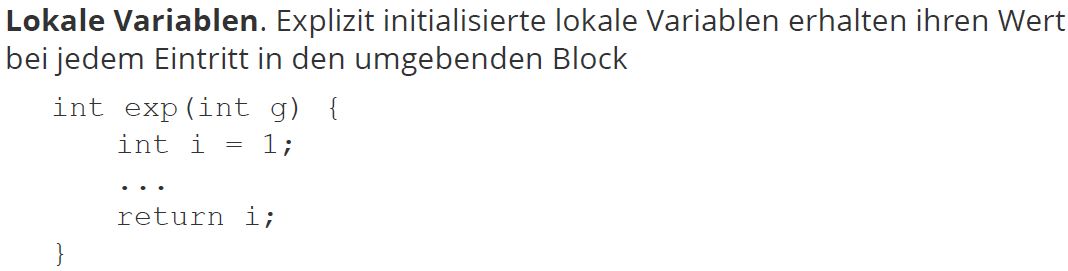 Lokale Variablen. Explizit initialisierte lokale Variablen erhalten ihren Wert
bei jedem Eintritt in den umgebenden Block
int exp(int g) {
int i = 1;
...
return i;
}